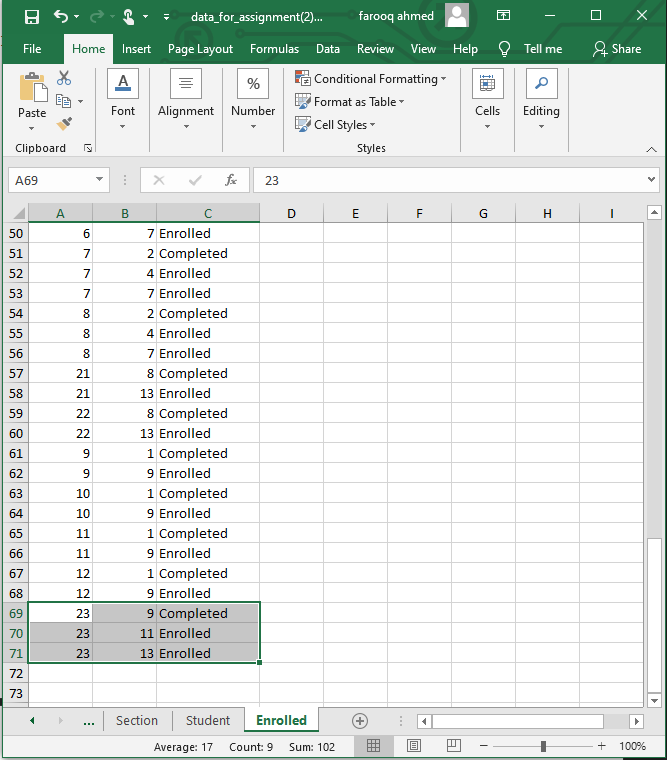 data_for_assignment(2)... farooq ahmed
File Home Insert Page Layout Formulas Data Review View Help Tell me Share
Paste Font Alignment Number Conditional Formatting Format as Table Cell Styles Cells Editing
Clipboard Styles
A69 fx 23
A B C D E F G H I
50 6 7 Enrolled
51 7 2 Completed
52 7 4 Enrolled
53 7 7 Enrolled
54 8 2 Completed
55 8 4 Enrolled
56 8 7 Enrolled
57 21 8 Completed
58 21 13 Enrolled
59 22 8 Completed
60 22 13 Enrolled
61 9 1 Completed
62 9 9 Enrolled
63 10 1 Completed
64 10 9 Enrolled
65 11 1 Completed
66 11 9 Enrolled
67 12 1 Completed
68 12 9 Enrolled
69 23 9 Completed
70 23 11 Enrolled
71 23 13 Enrolled
72
73
... Section Student Enrolled
Average: 17 Count: 9 Sum: 102 100%